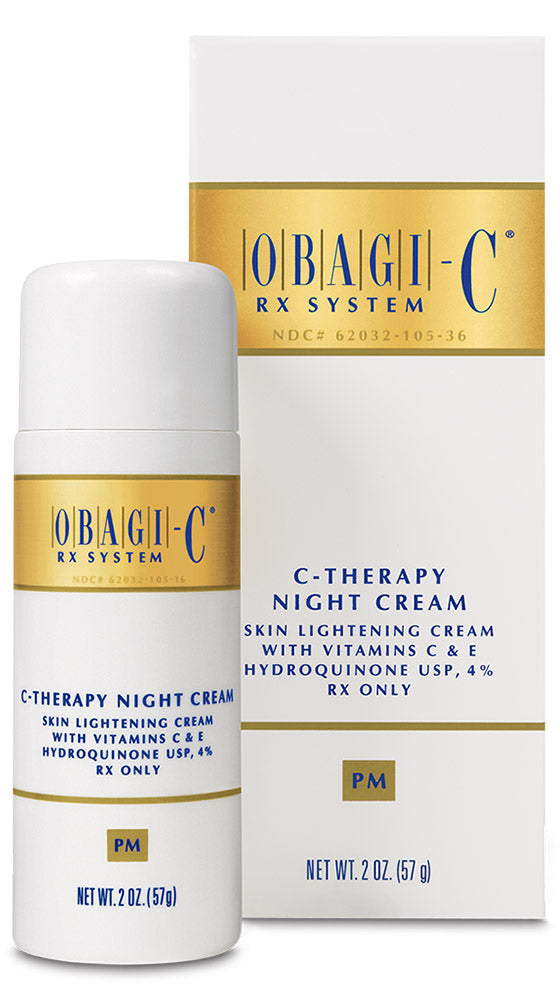 OBAGI-C®
RX SYSTEM
NDC# 62032-105-36
C-THERAPY
NIGHT CREAM
SKIN LIGHTENING CREAM
WITH VITAMINS C & E
HYDROQUINONE USP, 4%
RX ONLY
PM
NET WT. 2 OZ. (57 g)
OBAGI-C®
RX SYSTEM
NDC# 62032-105-36
C-THERAPY NIGHT CREAM
SKIN LIGHTENING CREAM
WITH VITAMINS C & E
HYDROQUINONE USP, 4%
RX ONLY
PM
NET WT. 2 OZ. (57g)